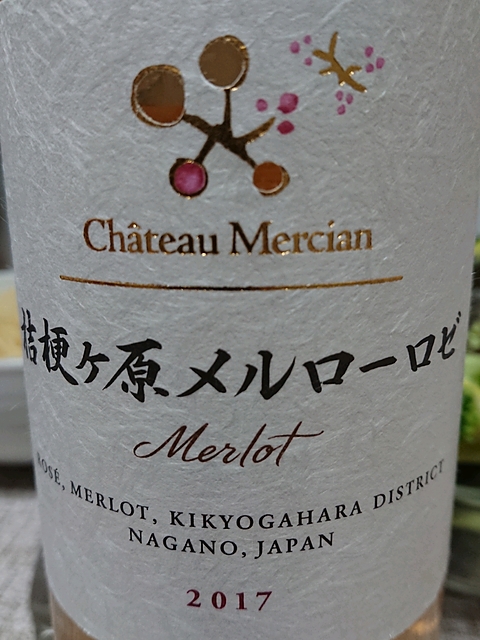 Château Mercian
桔梗ヶ原メルローロゼ
Merlot
ROSÉ, MERLOT, KIKYOGAHARA DISTRICT
NAGANO, JAPAN
2017